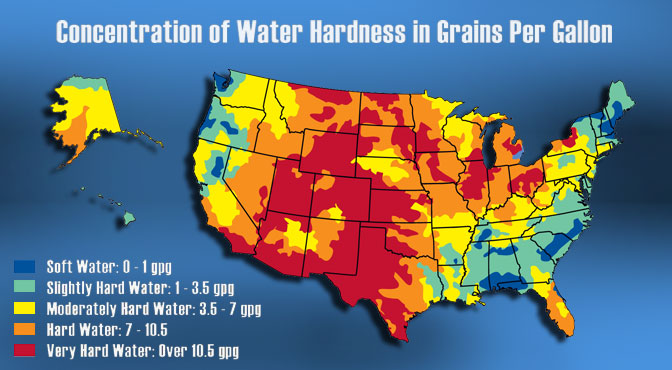 Concentration of Water Hardness in Grains Per Gallon
Soft Water: 0 - 1 gpg
Slightly Hard Water: 1 - 3.5 gpg
Moderately Hard Water: 3.5 - 7 gpg
Hard Water: 7 - 10.5
Very Hard Water: Over 10.5 gpg